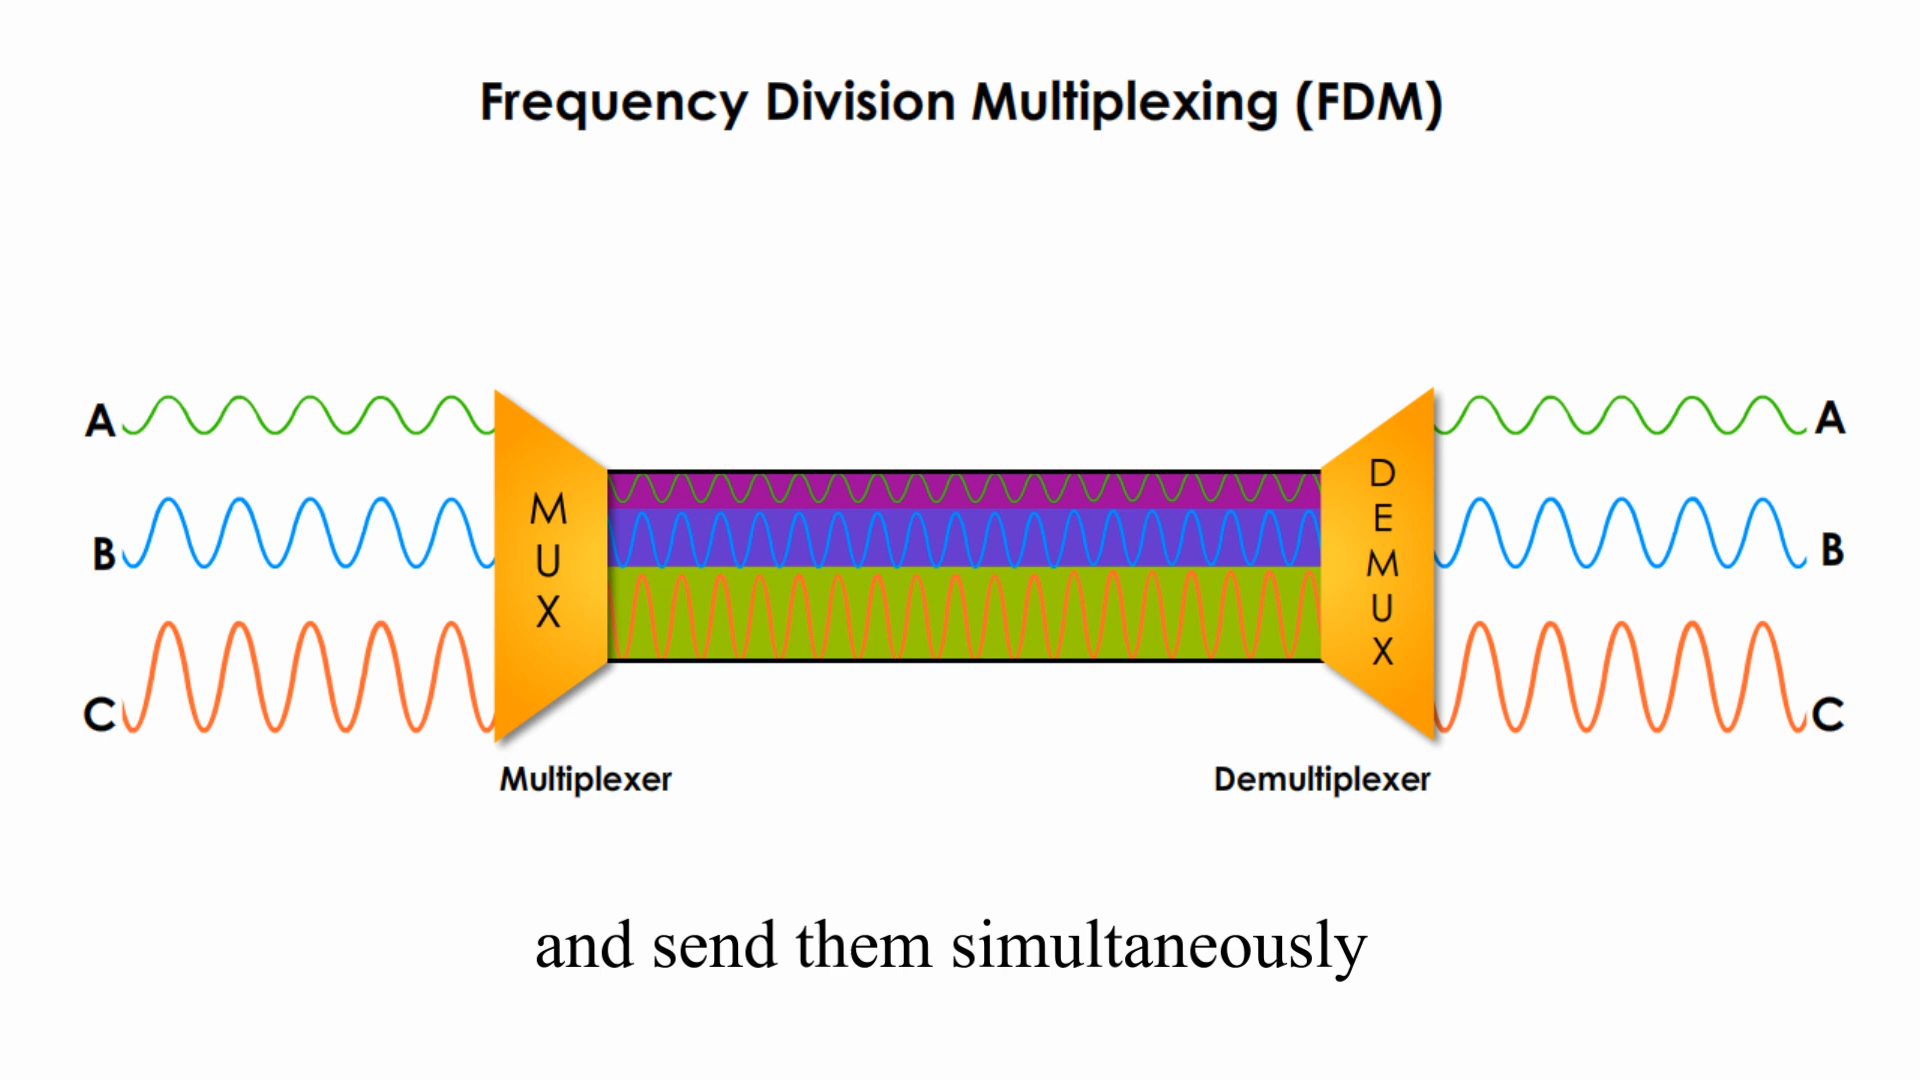 Frequency Division Multiplexing (FDM)
A
A
B
B
C
C
M
U
X
D
E
M
U
X
Multiplexer
Demultiplexer
and send them simultaneously